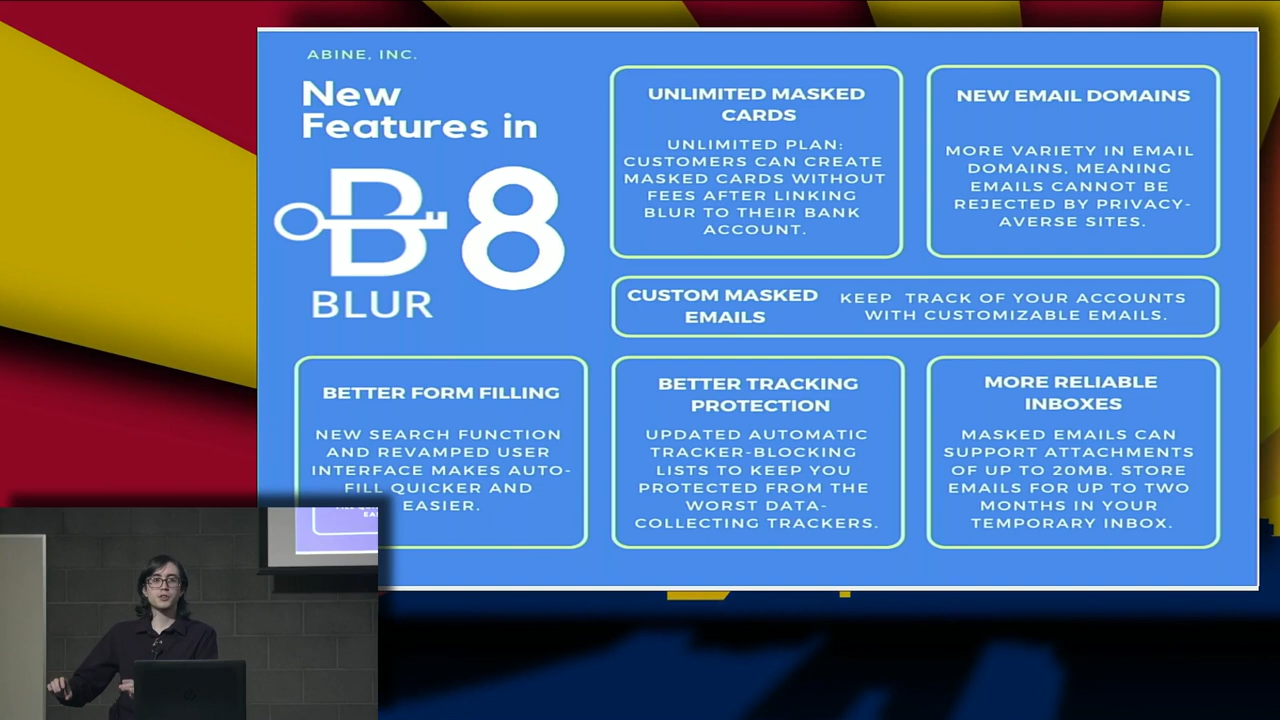 ABINE, INC.
New
Features in
B 8
BLUR
UNLIMITED MASKED
CARDS
UNLIMITED PLAN:
CUSTOMERS CAN CREATE
MASKED CARDS WITHOUT
FEES AFTER LINKING
BLUR TO THEIR BANK
ACCOUNT.
NEW EMAIL DOMAINS
MORE VARIETY IN EMAIL
DOMAINS, MEANING
EMAILS CANNOT BE
REJECTED BY PRIVACY-
AVERSE SITES.
CUSTOM MASKED
EMAILS
KEEP TRACK OF YOUR ACCOUNTS
WITH CUSTOMIZABLE EMAILS.
BETTER FORM FILLING
NEW SEARCH FUNCTION
AND REVAMPED USER
INTERFACE MAKES AUTO-
FILL QUICKER AND
EASIER.
BETTER TRACKING
PROTECTION
UPDATED AUTOMATIC
TRACKER-BLOCKING
LISTS TO KEEP YOU
PROTECTED FROM THE
WORST DATA-
COLLECTING TRACKERS.
MORE RELIABLE
INBOXES
MASKED EMAILS CAN
SUPPORT ATTACHMENTS
OF UP TO 20MB. STORE
EMAILS FOR UP TO TWO
MONTHS IN YOUR
TEMPORARY INBOX.